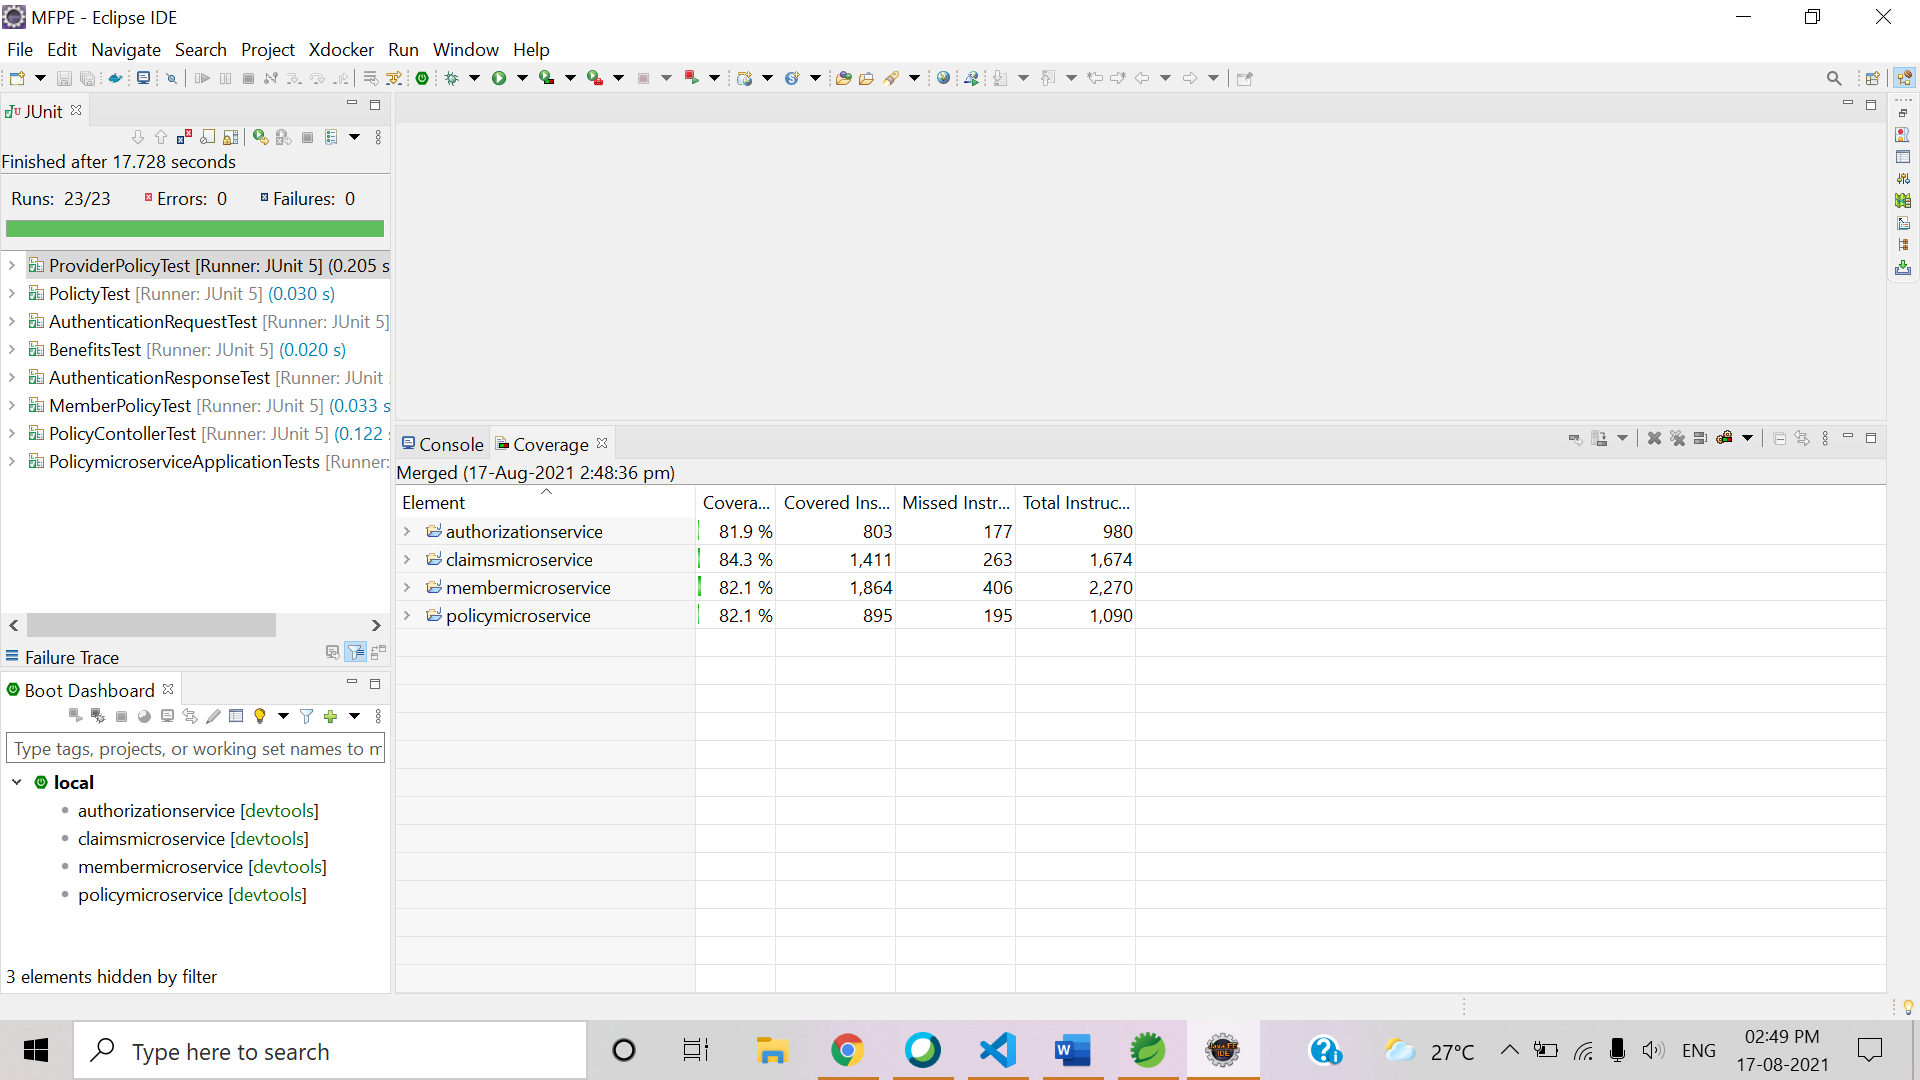 MFPE - Eclipse IDE
File Edit Navigate Search Project Xdocker Run Window Help
JUnit
Finished after 17.728 seconds
Runs: 23/23 Errors: 0 Failures: 0
ProviderPolicyTest [Runner: JUnit 5] (0.205 s
PolictyTest [Runner: JUnit 5] (0.030 s)
AuthenticationRequestTest [Runner: JUnit 5]
BenefitsTest [Runner: JUnit 5] (0.020 s)
AuthenticationResponseTest [Runner: JUnit
MemberPolicyTest [Runner: JUnit 5] (0.033 s
PolicyContollerTest [Runner: JUnit 5] (0.122
PolicymicroserviceApplicationTests [Runner:
Failure Trace
Boot Dashboard
Type tags, projects, or working set names to m
local
authorizationservice [devtools]
claimsmicroservice [devtools]
membermicroservice [devtools]
policymicroservice [devtools]
3 elements hidden by filter
Console Coverage
Merged (17-Aug-2021 2:48:36 pm)
Element Covera... Covered Ins... Missed Instr... Total Instruc...
authorizationservice 81.9 % 803 177 980
claimsmicroservice 84.3 % 1,411 263 1,674
membermicroservice 82.1 % 1,864 406 2,270
policymicroservice 82.1 % 895 195 1,090
Type here to search
27°C
ENG
02:49 PM
17-08-2021